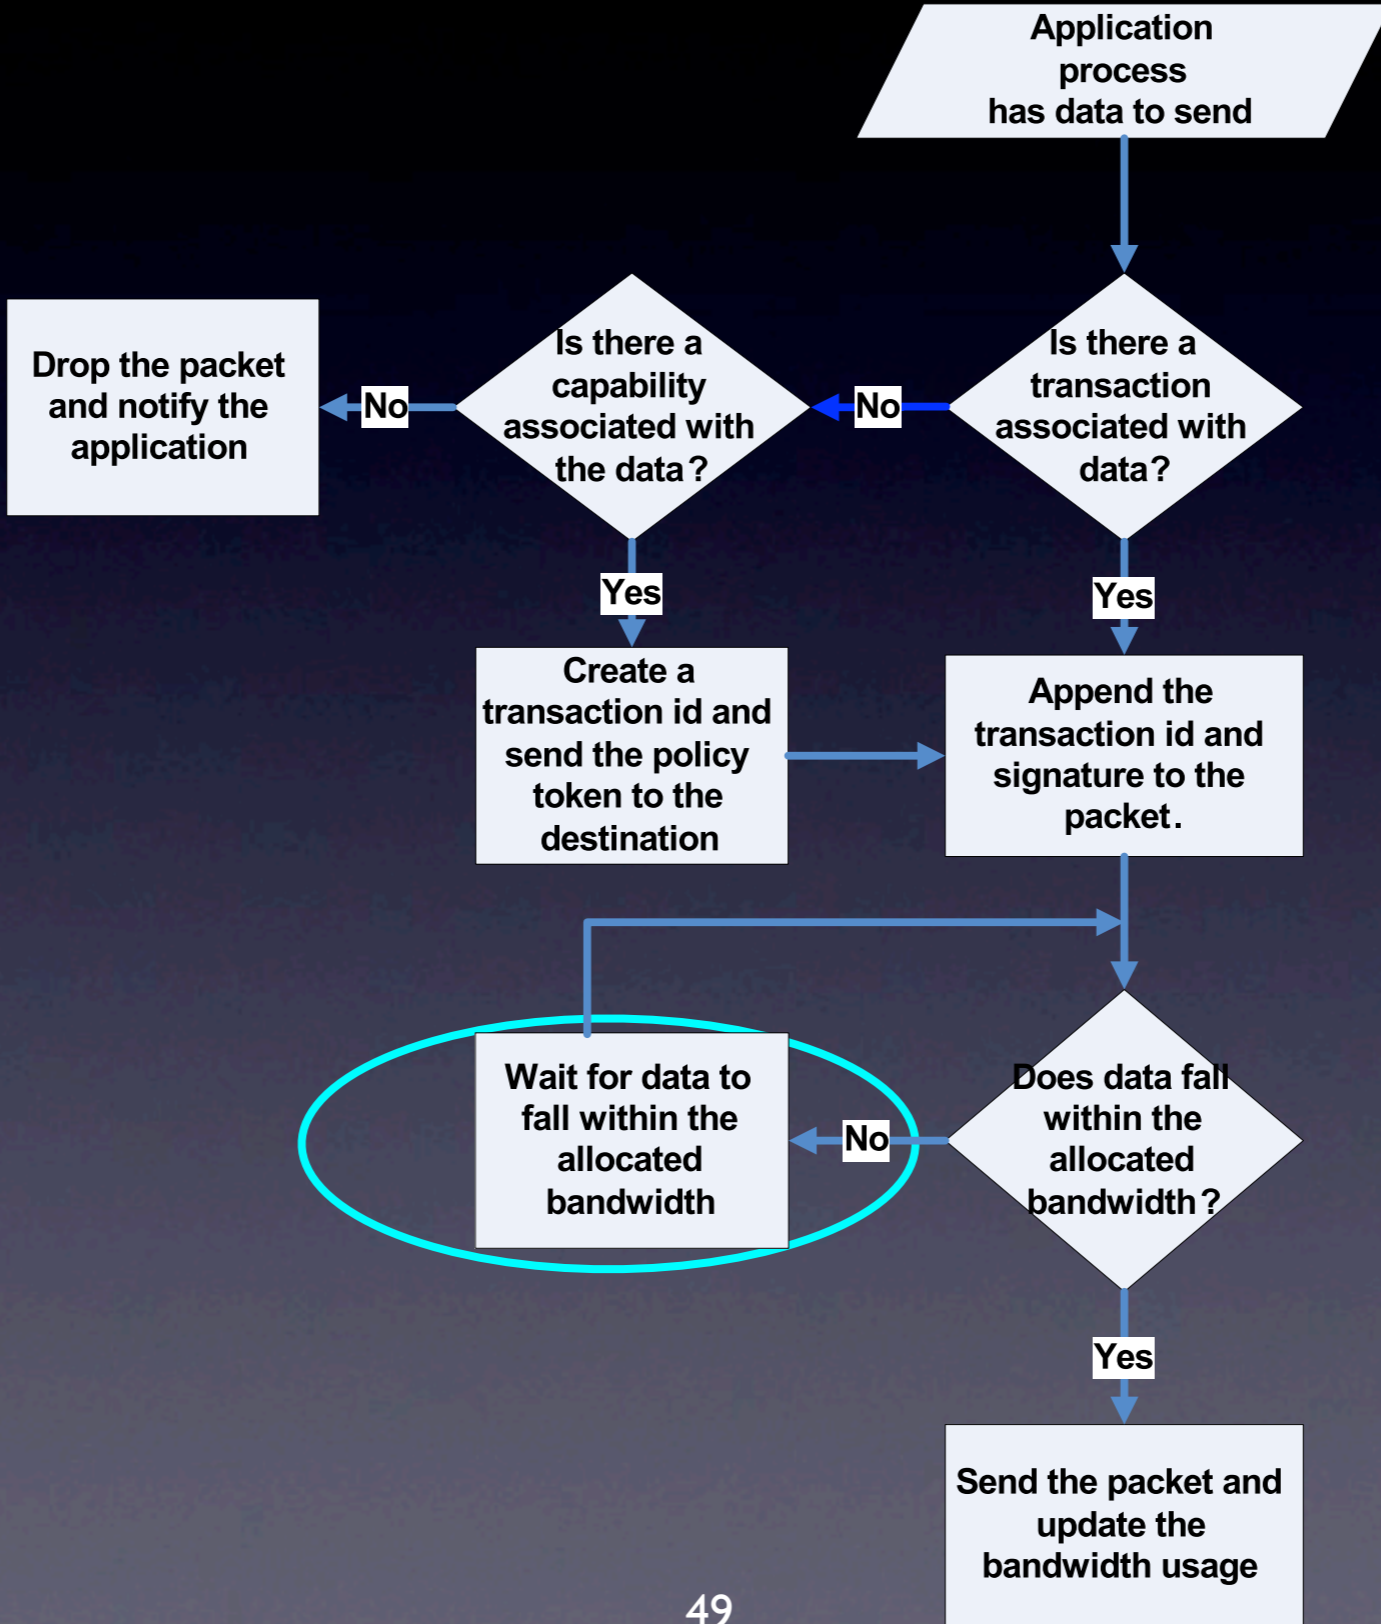 Application
process
has data to send
Is there a
transaction
associated with
data?
No
Is there a
capability
associated with
the data?
No
Drop the packet
and notify the
application
Yes
Create a
transaction id and
send the policy
token to the
destination
Yes
Append the
transaction id and
signature to the
packet.
Does data fall
within the
allocated
bandwidth?
No
Wait for data to
fall within the
allocated
bandwidth
Yes
Send the packet and
update the
bandwidth usage
49